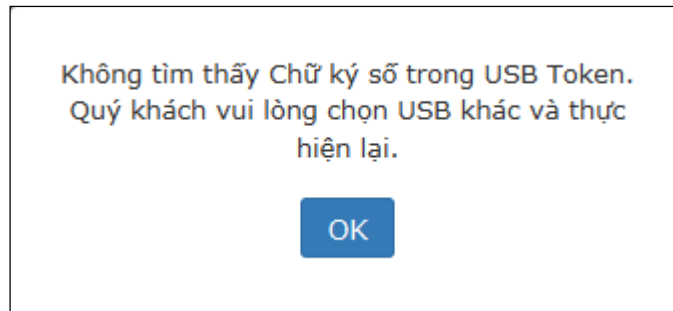 Không tìm thấy Chữ ký số trong USB Token.
Quý khách vui lòng chọn USB khác và thực
hiện lại.
OK